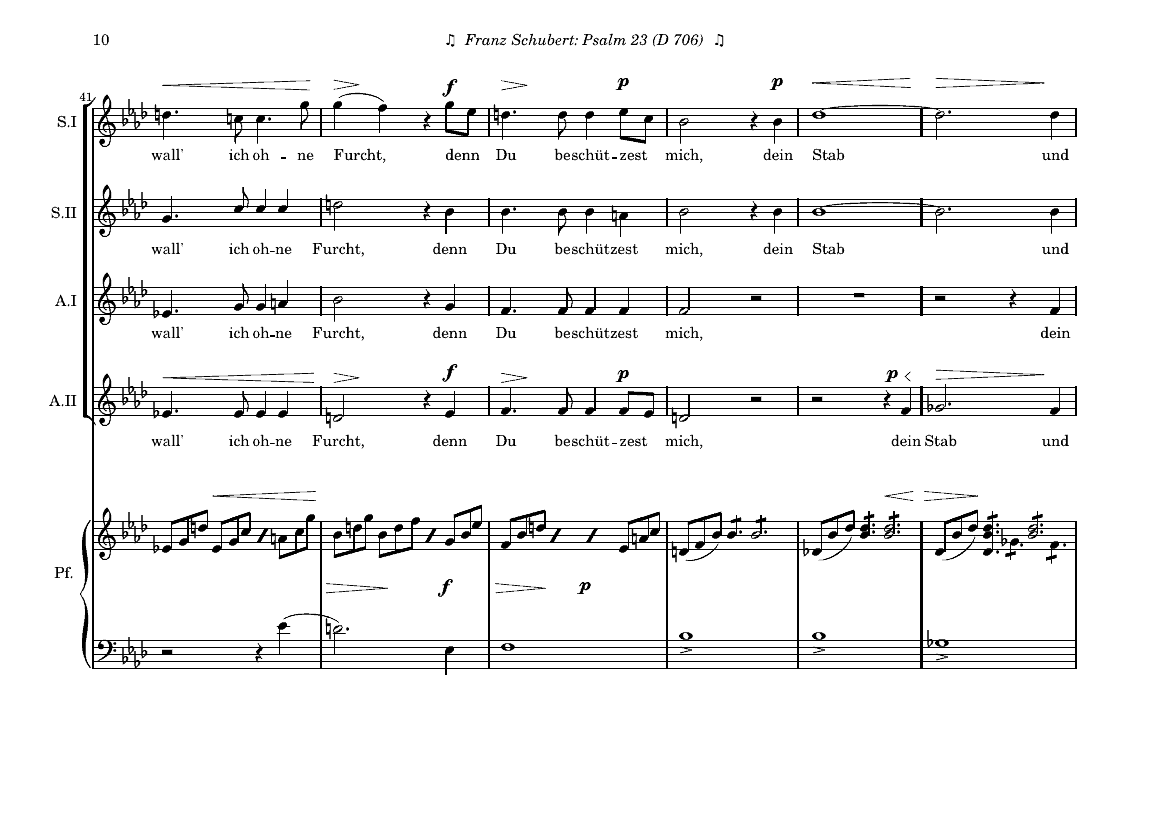 10
♫ Franz Schubert: Psalm 23 (D 706) ♫
41
S.I
f p p
wall' ich oh - ne Furcht, denn Du beschüt - zest mich, dein Stab und
S.II
wall' ich oh - ne Furcht, denn Du beschützest mich, dein Stab und
A.I
wall' ich oh - ne Furcht, denn Du beschützest mich, dein
f p p
A.II
wall' ich oh - ne Furcht, denn Du beschüt - zest mich, dein Stab und
Pf.
f p